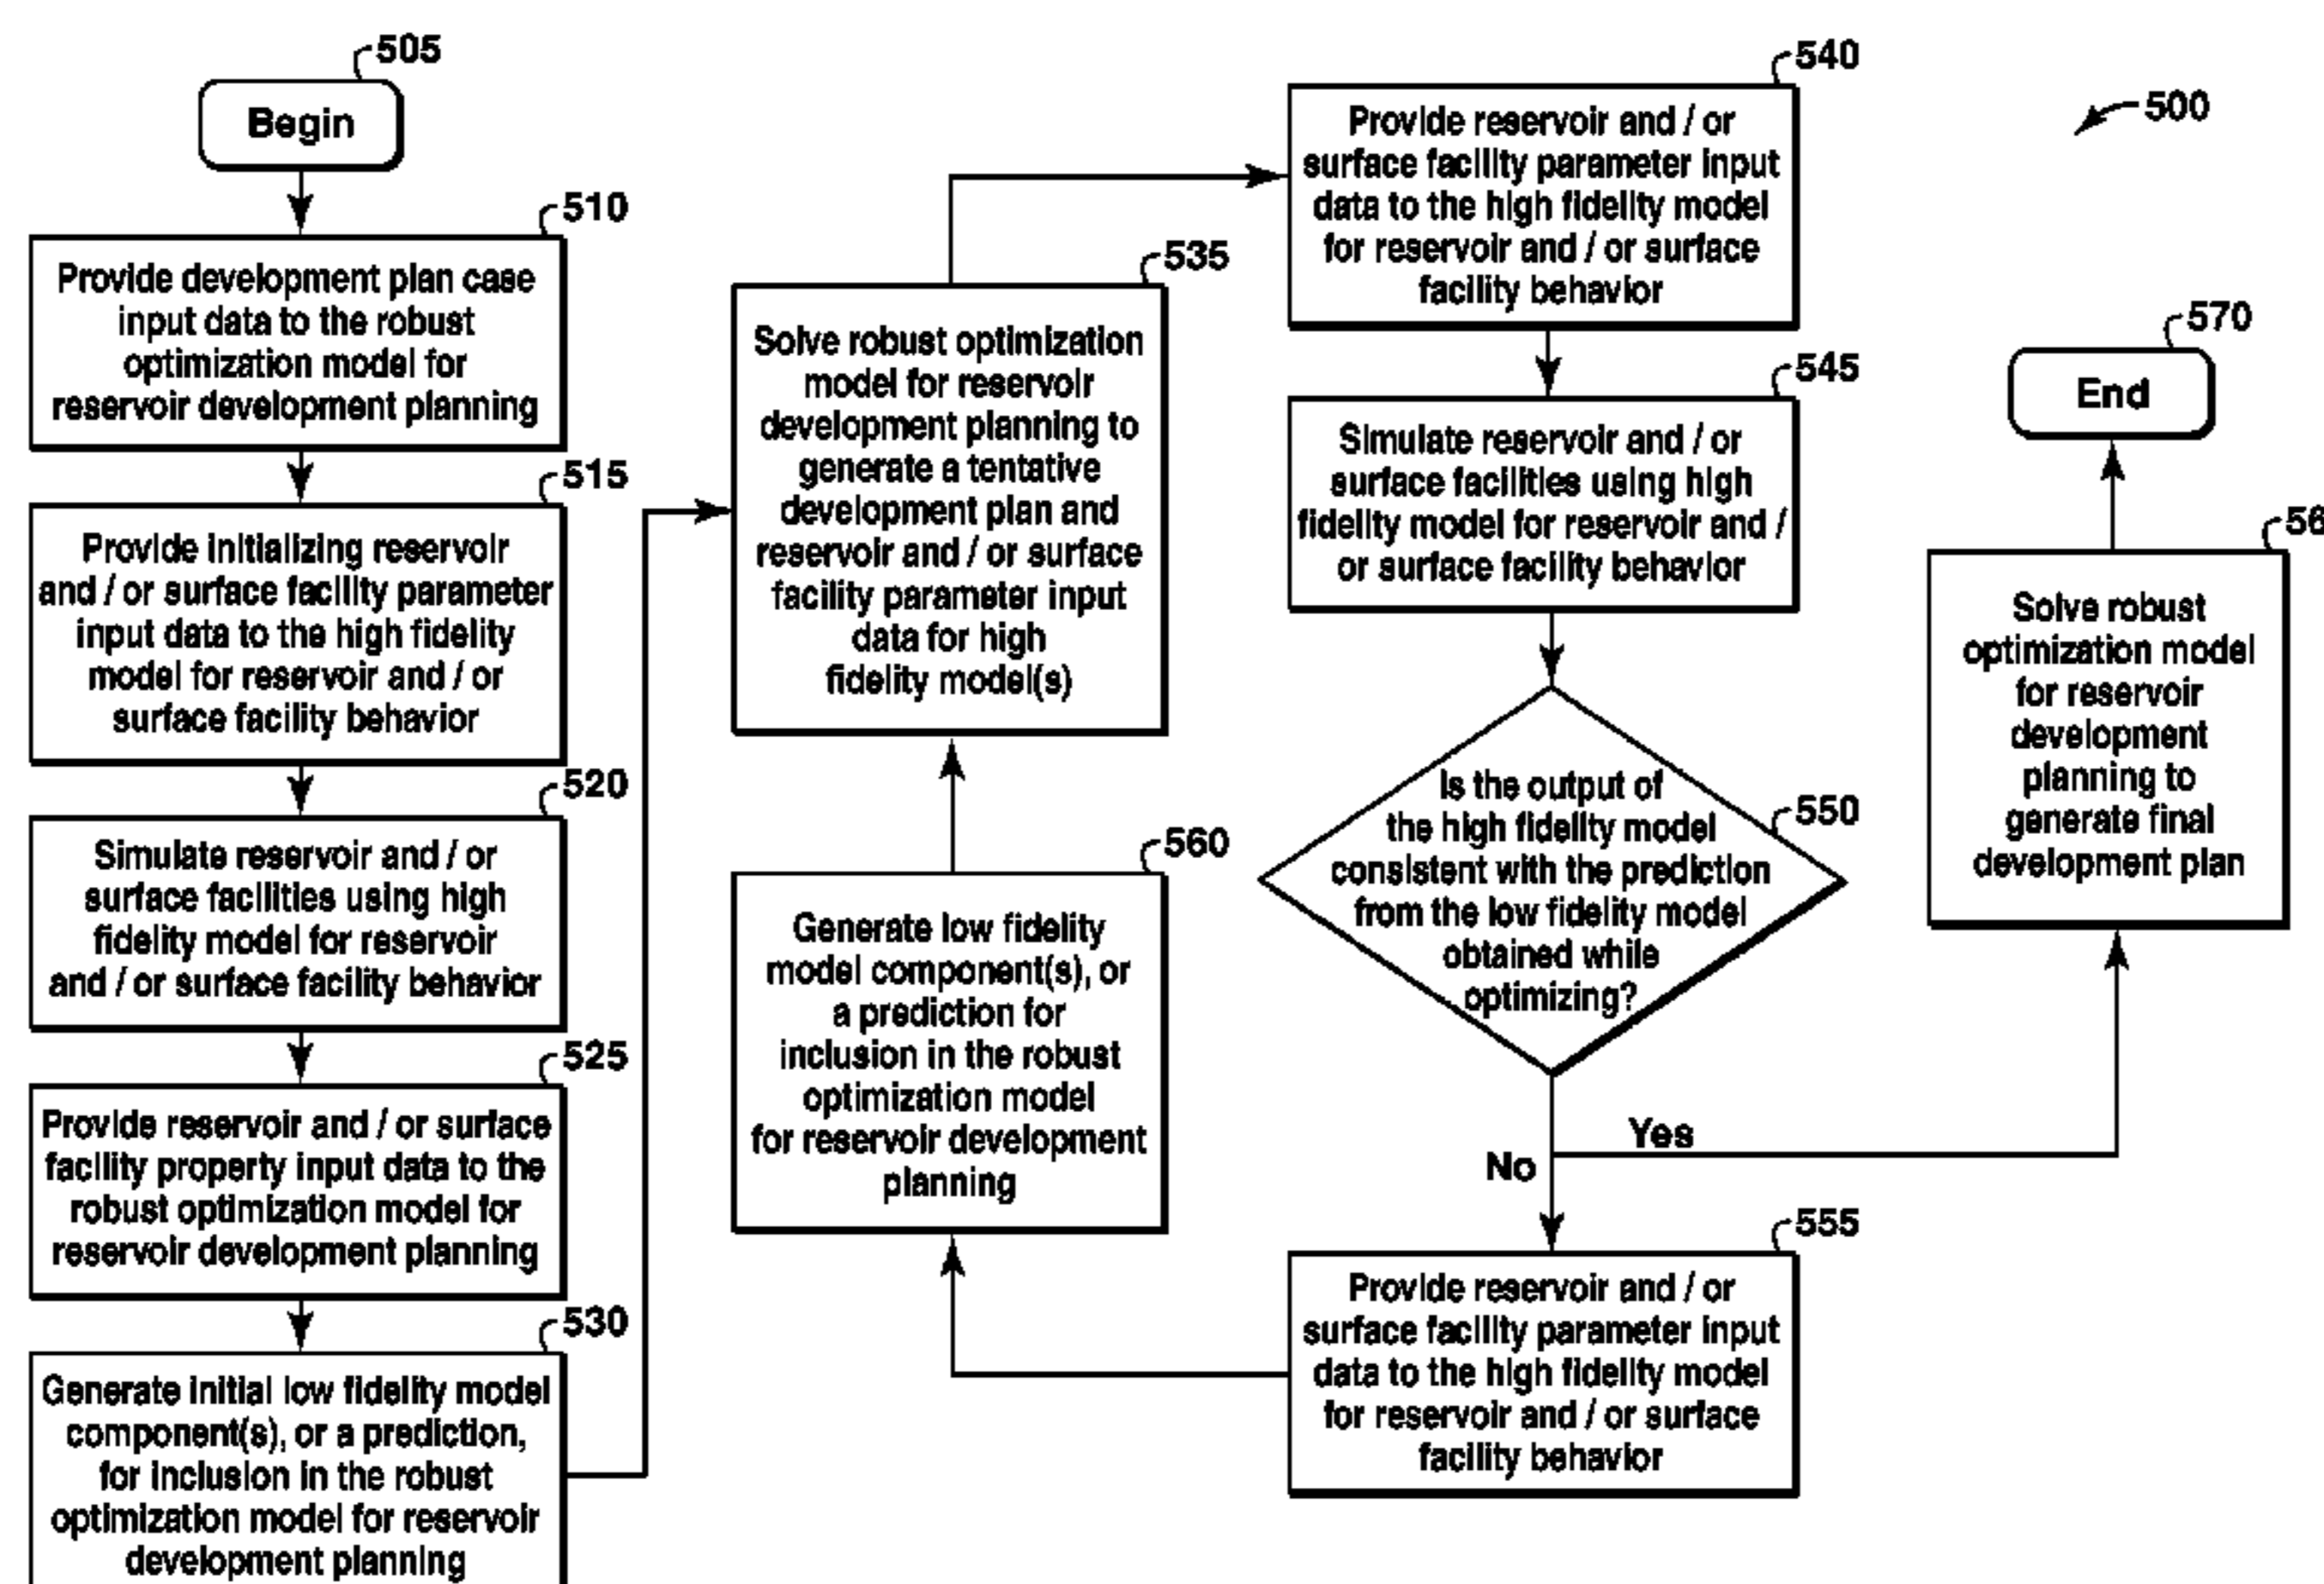 505
Begin
510
Provide development plan case
input data to the robust
optimization model for
reservoir development planning
515
Provide initializing reservoir
and / or surface facility parameter
input data to the high fidelity
model for reservoir and / or
surface facility behavior
520
Simulate reservoir and / or
surface facilities using high
fidelity model for reservoir
and / or surface facility behavior
525
Provide reservoir and / or surface
facility property input data to the
robust optimization model for
reservoir development planning
530
Generate initial low fidelity model
component(s), or a prediction,
for inclusion in the robust
optimization model for reservoir
development planning
535
Solve robust optimization
model for reservoir
development planning to
generate a tentative
development plan and
reservoir and / or surface
facility parameter input
data for high
fidelity model(s)
540
Provide reservoir and / or
surface facility parameter input
data to the high fidelity model
for reservoir and / or surface
facility behavior
545
Simulate reservoir and / or
surface facilities using high
fidelity model for reservoir and /
or surface facility behavior
550
Is the output of
the high fidelity model
consistent with the prediction
from the low fidelity model
obtained while
optimizing?
Yes
No
555
Provide reservoir and / or
surface facility parameter input
data to the high fidelity model
for reservoir and / or surface
facility behavior
560
Generate low fidelity
model component(s), or
a prediction for
inclusion in the robust
optimization model
for reservoir development
planning
Solve robust
optimization model
for reservoir
development
planning to
generate final
development plan
570
End
500